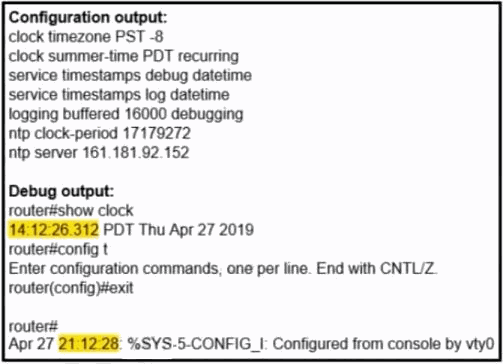 Configuration output:
clock timezone PST -8
clock summer-time PDT recurring
service timestamps debug datetime
service timestamps log datetime
logging buffered 16000 debugging
ntp clock-period 17179272
ntp server 161.181.92.152
Debug output:
router#show clock
14:12:26.312 PDT Thu Apr 27 2019
router#config t
Enter configuration commands, one per line. End with CNTL/Z.
router(config)#exit
router#
Apr 27 21:12:28: %SYS-5-CONFIG_I: Configured from console by vty0